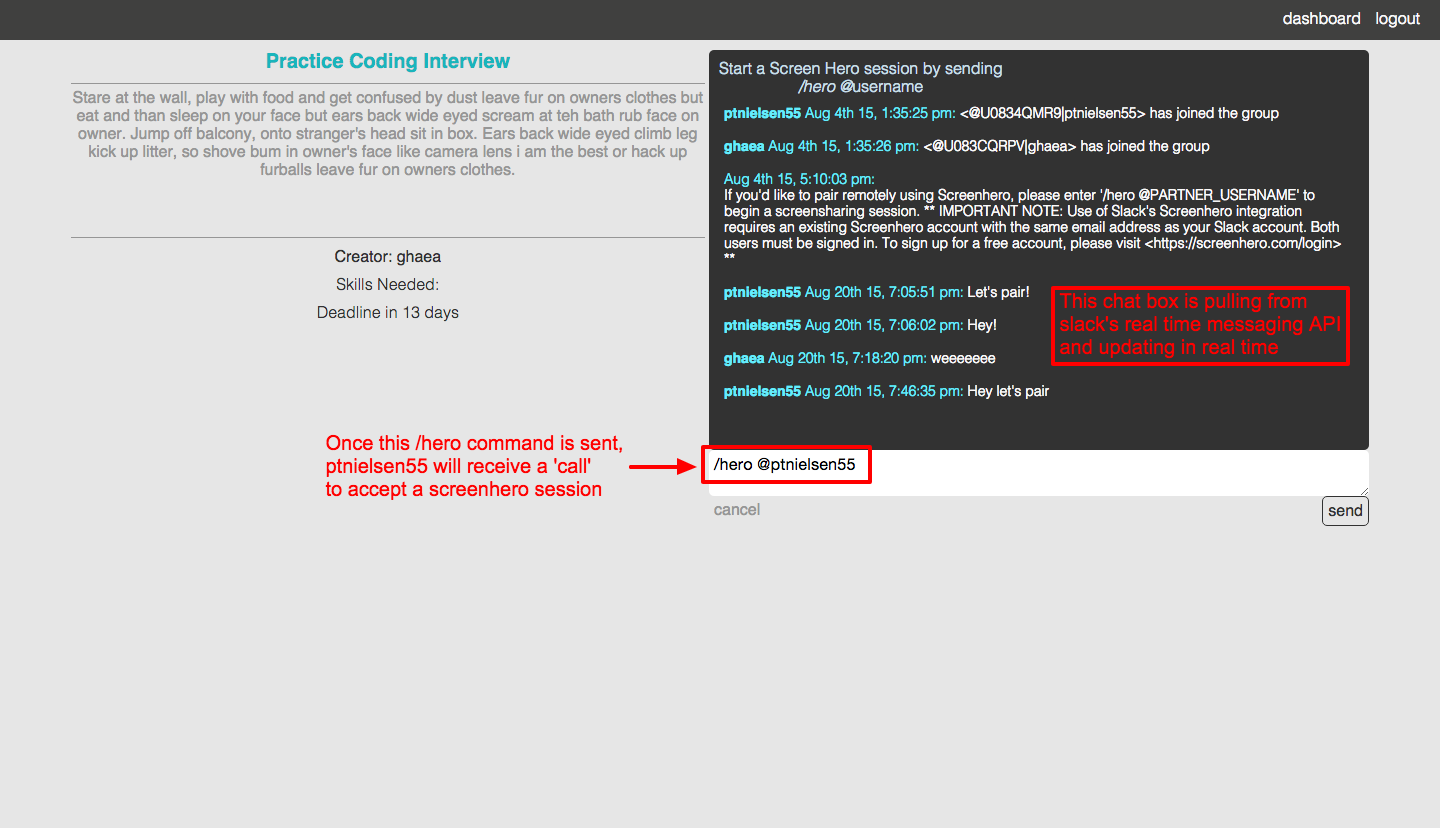 dashboard logout
Practice Coding Interview
Stare at the wall, play with food and get confused by dust leave fur on owners clothes but
eat and than sleep on your face but ears back wide eyed scream at teh bath rub face on
owner. Jump off balcony, onto stranger's head sit in box. Ears back wide eyed climb leg
kick up litter, so shove bum in owner's face like camera lens i am the best or hack up
furballs leave fur on owners clothes.
Creator: ghaea
Skills Needed:
Deadline in 13 days
Start a Screen Hero session by sending
/hero @username
ptnielsen55 Aug 4th 15, 1:35:25 pm: <@U0834QMR9|ptnielsen55> has joined the group
ghaea Aug 4th 15, 1:35:26 pm: <@U083CQRPV|ghaea> has joined the group
Aug 4th 15, 5:10:03 pm:
If you'd like to pair remotely using Screenhero, please enter '/hero @PARTNER_USERNAME' to
begin a screensharing session. ** IMPORTANT NOTE: Use of Slack's Screenhero integration
requires an existing Screenhero account with the same email address as your Slack account. Both
users must be signed in. To sign up for a free account, please visit <https://screenhero.com/login>
**
ptnielsen55 Aug 20th 15, 7:05:51 pm: Let's pair!
ptnielsen55 Aug 20th 15, 7:06:02 pm: Hey!
ghaea Aug 20th 15, 7:18:20 pm: weeeeeee
ptnielsen55 Aug 20th 15, 7:46:35 pm: Hey let's pair
This chat box is pulling from
slack's real time messaging API
and updating in real time
Once this /hero command is sent,
ptnielsen55 will receive a 'call'
to accept a screenhero session
/hero @ptnielsen55
cancel
send